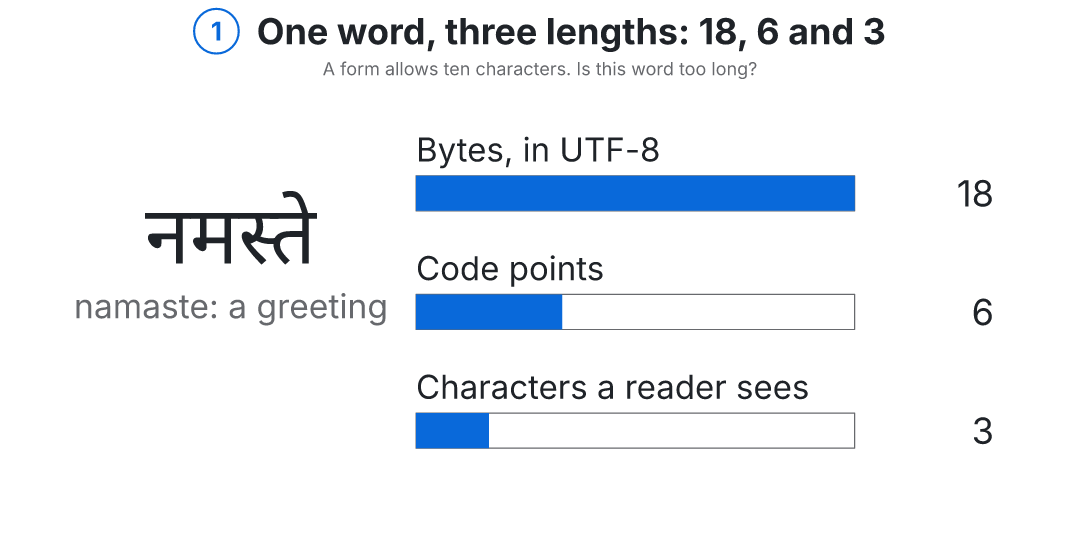 1 One word, three lengths: 18, 6 and 3
A form allows ten characters. Is this word too long?
नमस्ते
namaste: a greeting
Bytes, in UTF-8
18
Code points
6
Characters a reader sees
3